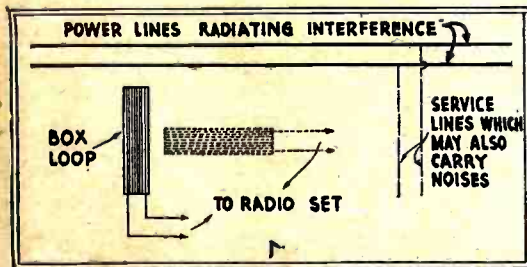 POWER LINES RADIATING INTERFERENCE
BOX
LOOP
SERVICE
LINES WHICH
MAY ALSO
CARRY
NOISES
TO RADIO SET